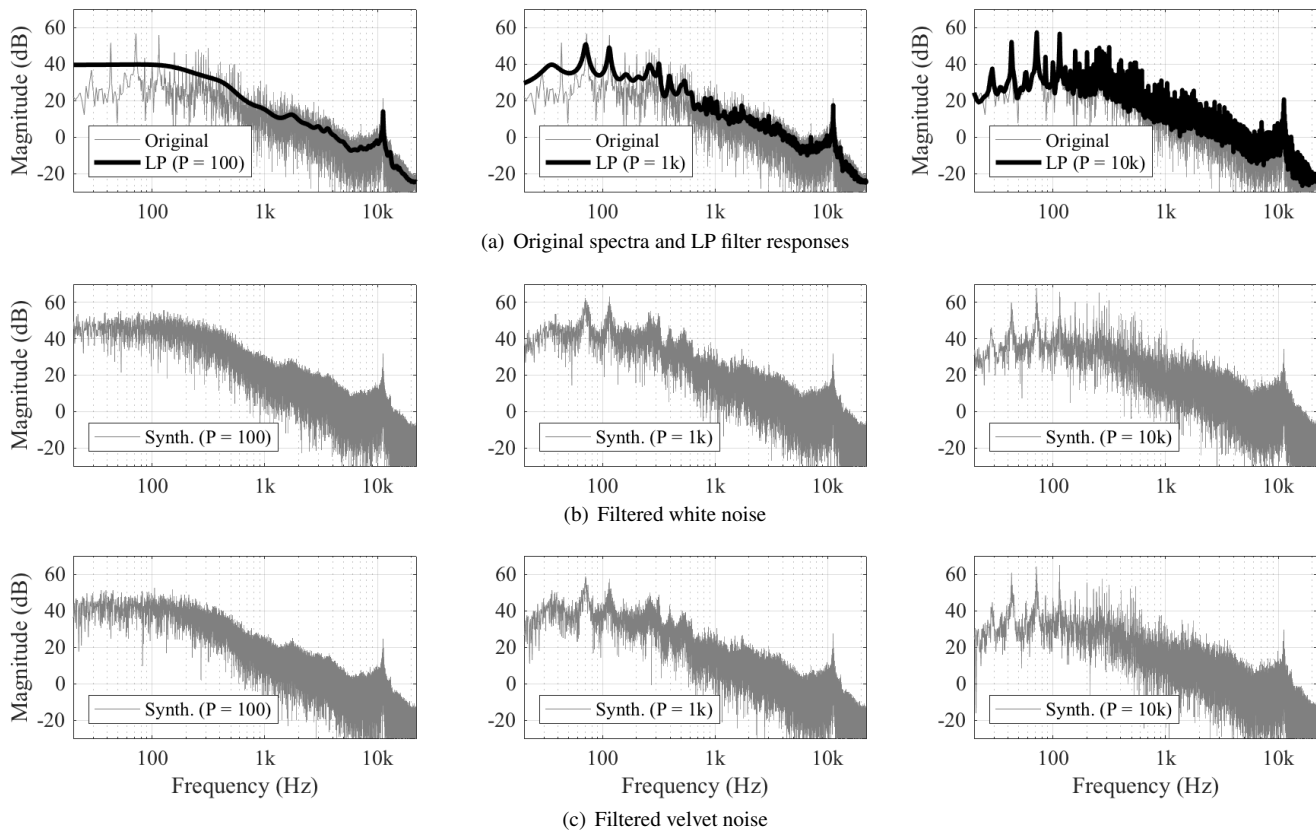 60
40
20
0
-20
Magnitude (dB)
Original
LP (P = 100)
100
1k
10k
60
40
20
0
-20
Magnitude (dB)
Original
LP (P = 1k)
100
1k
10k
60
40
20
0
-20
Magnitude (dB)
Original
LP (P = 10k)
100
1k
10k
(a) Original spectra and LP filter responses
60
40
20
0
-20
Magnitude (dB)
Synth. (P = 100)
100
1k
10k
60
40
20
0
-20
Synth. (P = 1k)
100
1k
10k
60
40
20
0
-20
Synth. (P = 10k)
100
1k
10k
(b) Filtered white noise
60
40
20
0
-20
Magnitude (dB)
Synth. (P = 100)
100
1k
10k
Frequency (Hz)
60
40
20
0
-20
Synth. (P = 1k)
100
1k
10k
Frequency (Hz)
60
40
20
0
-20
Synth. (P = 10k)
100
1k
10k
Frequency (Hz)
(c) Filtered velvet noise